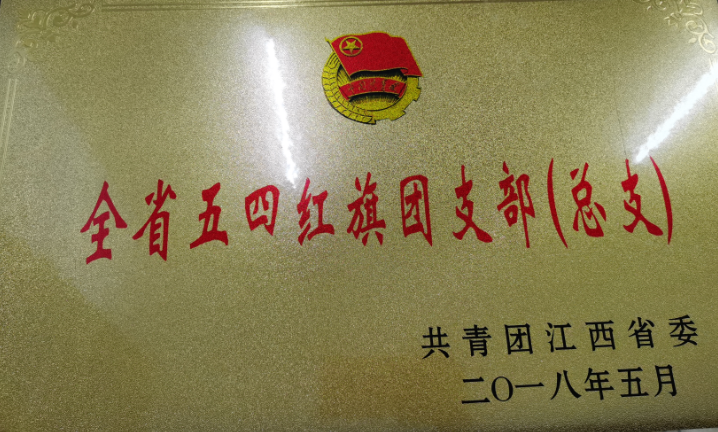 全省五四红旗团支部(总支)
共青团江西省委
二〇一八年五月